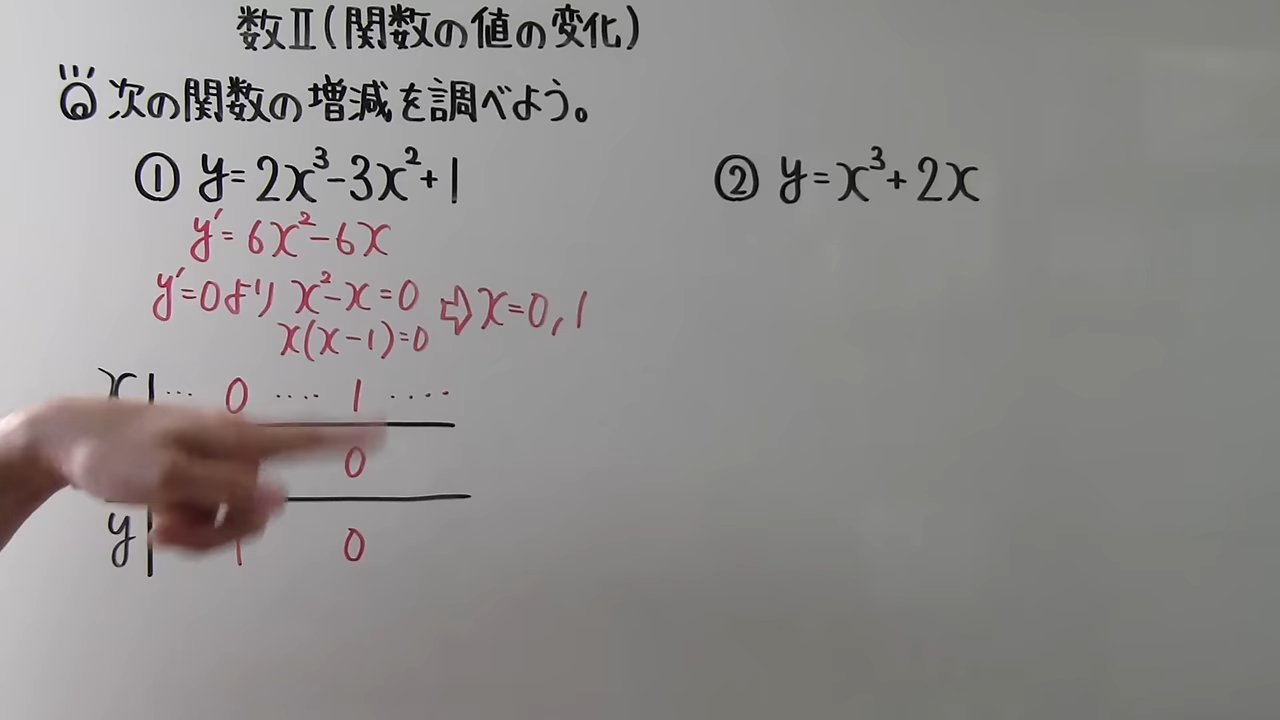 数Ⅱ(関数の値の変化)
Q 次の関数の増減を調べよう。
① y=2x³-3x²+1
y'=6x²-6x
y'=0より x²-x=0 ⇨ x=0,1
x(x-1)=0
x … 0 …. 1 ….
0
y 1 0
② y=x³+2x